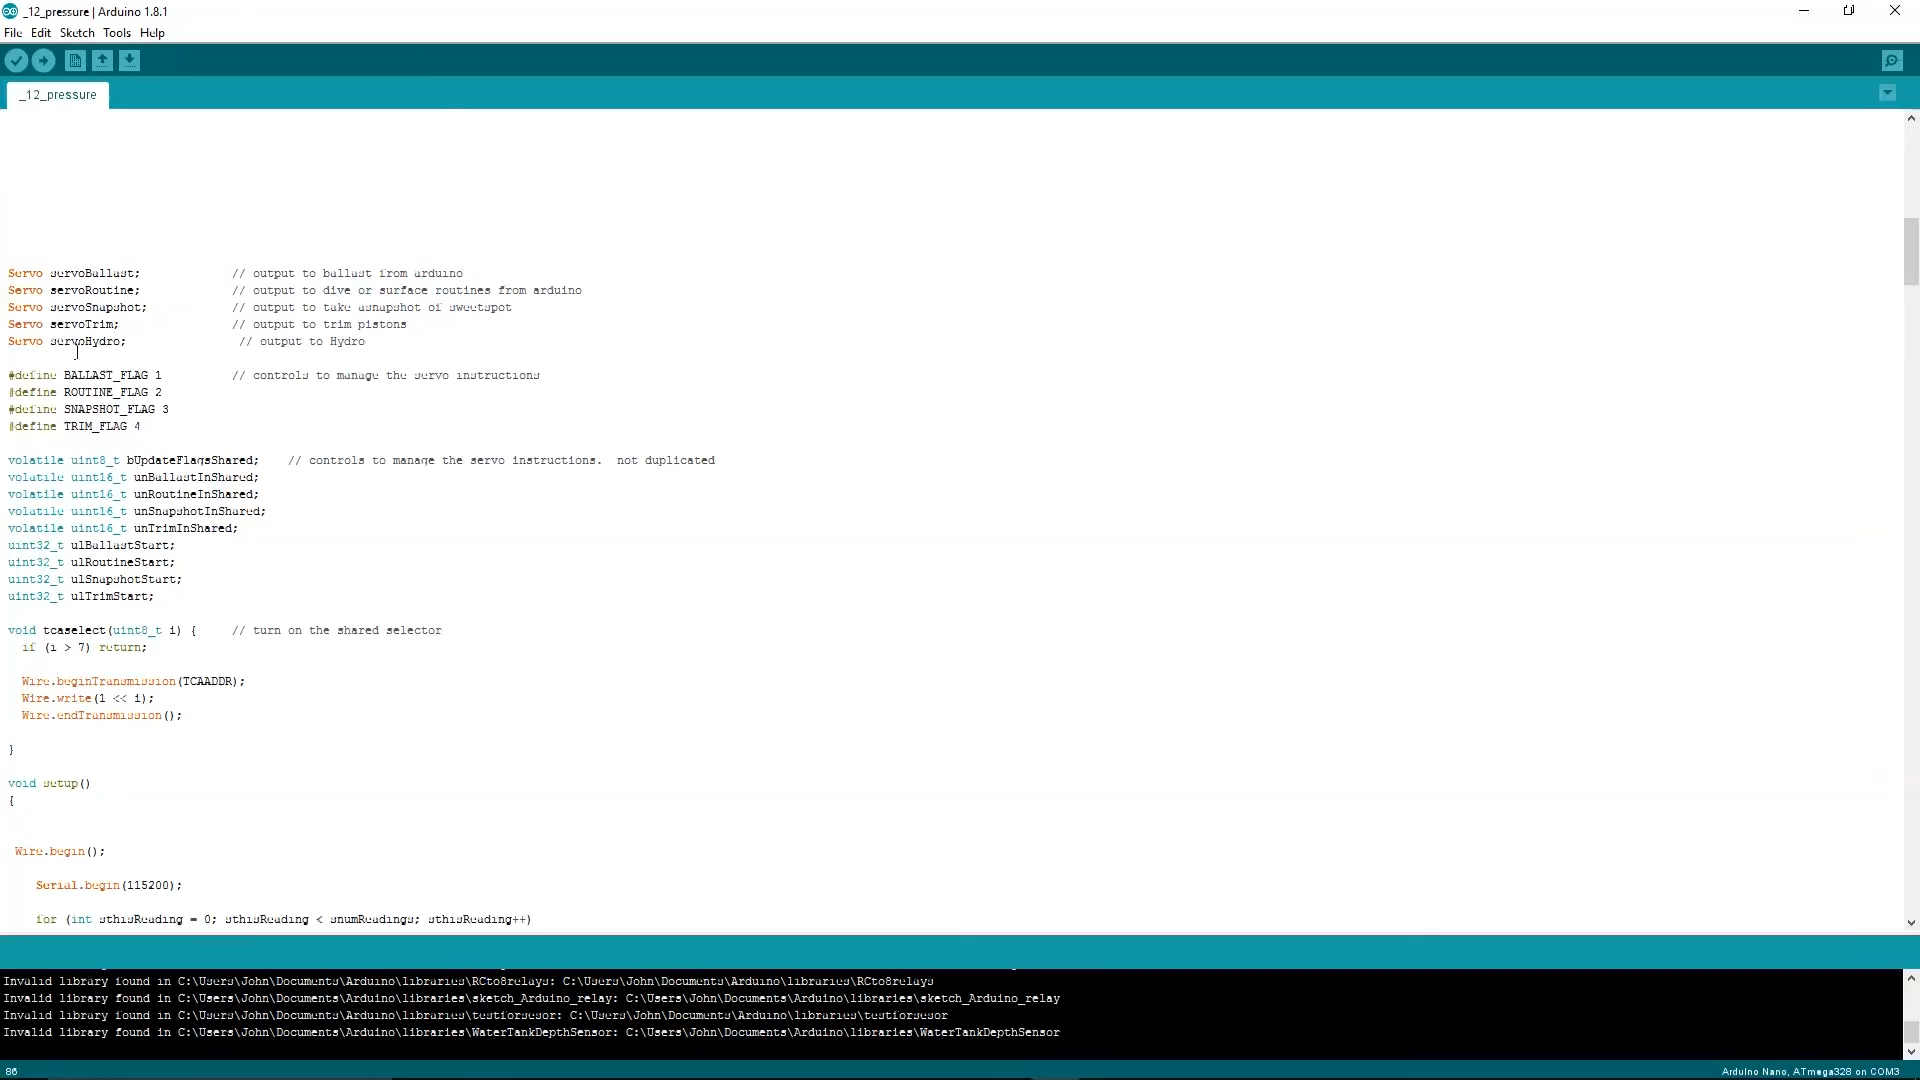 _12_pressure | Arduino 1.8.1
File Edit Sketch Tools Help
_12_pressure
Servo servoBallast; // output to ballast from arduino
Servo servoRoutine; // output to dive or surface routines from arduino
Servo servoSnapshot; // output to take asnapshot of sweetspot
Servo servoTrim; // output to trim pistons
Servo servoHydro; // output to Hydro
#define BALLAST_FLAG 1 // controls to manage the servo instructions
#define ROUTINE_FLAG 2
#define SNAPSHOT_FLAG 3
#define TRIM_FLAG 4
volatile uint8_t bUpdateFlagsShared; // controls to manage the servo instructions. not duplicated
volatile uint16_t unBallastInShared;
volatile uint16_t unRoutineInShared;
volatile uint16_t unSnapshotInShared;
volatile uint16_t unTrimInShared;
uint32_t ulBallastStart;
uint32_t ulRoutineStart;
uint32_t ulSnapshotStart;
uint32_t ulTrimStart;
void tcaselect(uint8_t i) { // turn on the shared selector
if (i > 7) return;
Wire.beginTransmission(TCAADDR);
Wire.write(1 << i);
Wire.endTransmission();
}
void setup()
{
Wire.begin();
Serial.begin(115200);
for (int sthisReading = 0; sthisReading < snumReadings; sthisReading++)
Invalid library found in C:\Users\John\Documents\Arduino\libraries\RCto8relays: C:\Users\John\Documents\Arduino\libraries\RCto8relays
Invalid library found in C:\Users\John\Documents\Arduino\libraries\sketch_Arduino_relay: C:\Users\John\Documents\Arduino\libraries\sketch_Arduino_relay
Invalid library found in C:\Users\John\Documents\Arduino\libraries\testforsesor: C:\Users\John\Documents\Arduino\libraries\testforsesor
Invalid library found in C:\Users\John\Documents\Arduino\libraries\WaterTankDepthSensor: C:\Users\John\Documents\Arduino\libraries\WaterTankDepthSensor
86 Arduino Nano, ATmega328 on COM3